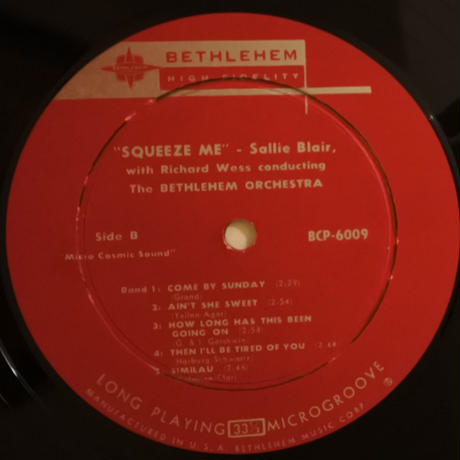 BETHLEHEM
BETHLEHEM
HIGH FIDELITY
"SQUEEZE ME" - Sallie Blair,
with Richard Wess conducting
The BETHLEHEM ORCHESTRA
Side B
BCP-6009
Micro Cosmic Sound"
Band 1: COME BY SUNDAY (2:29)
(Grand)
2: AIN'T SHE SWEET (2:54)
(Yellen-Ager)
3: HOW LONG HAS THIS BEEN
GOING ON (2:58)
(G. & I. Gershwin)
4: THEN I'LL BE TIRED OF YOU (2:48)
(Harburg Schwartz)
5: SIMILAU (2:46)
LONG PLAYING 33⅓ MICROGROOVE
MANUFACTURED IN U.S.A. BETHLEHEM MUSIC CORP.